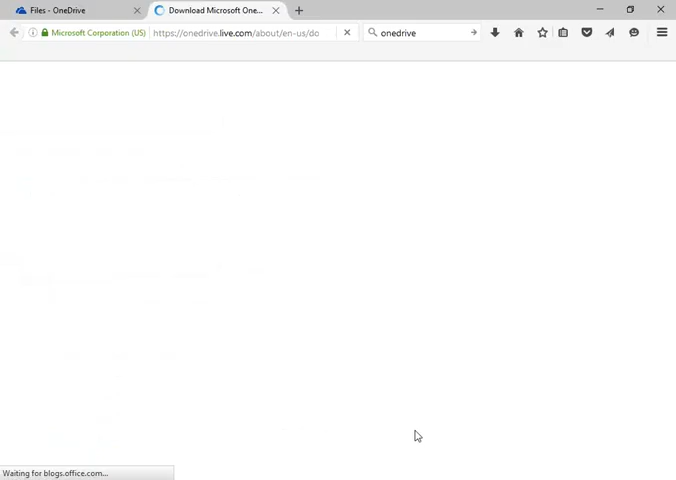 Files - OneDrive
Download Microsoft One...
Microsoft Corporation (US)
https://onedrive.live.com/about/en-us/do
onedrive
Waiting for blogs.office.com...